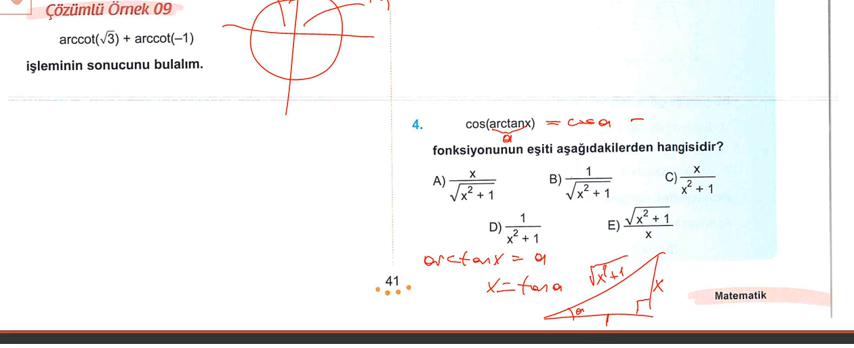 Çözümlü Örnek 09
arccot(√3) + arccot(–1)
işleminin sonucunu bulalım.
4. cos(arctanx) = cos a –
a
fonksiyonunun eşiti aşağıdakilerden hangisidir?
A) x/√(x² + 1) B) 1/√(x² + 1) C) x/(x² + 1)
D) 1/(x² + 1) E) √(x² + 1)/x
arctanx = a
x = tana
√x²+1
x
a
1
41
Matematik